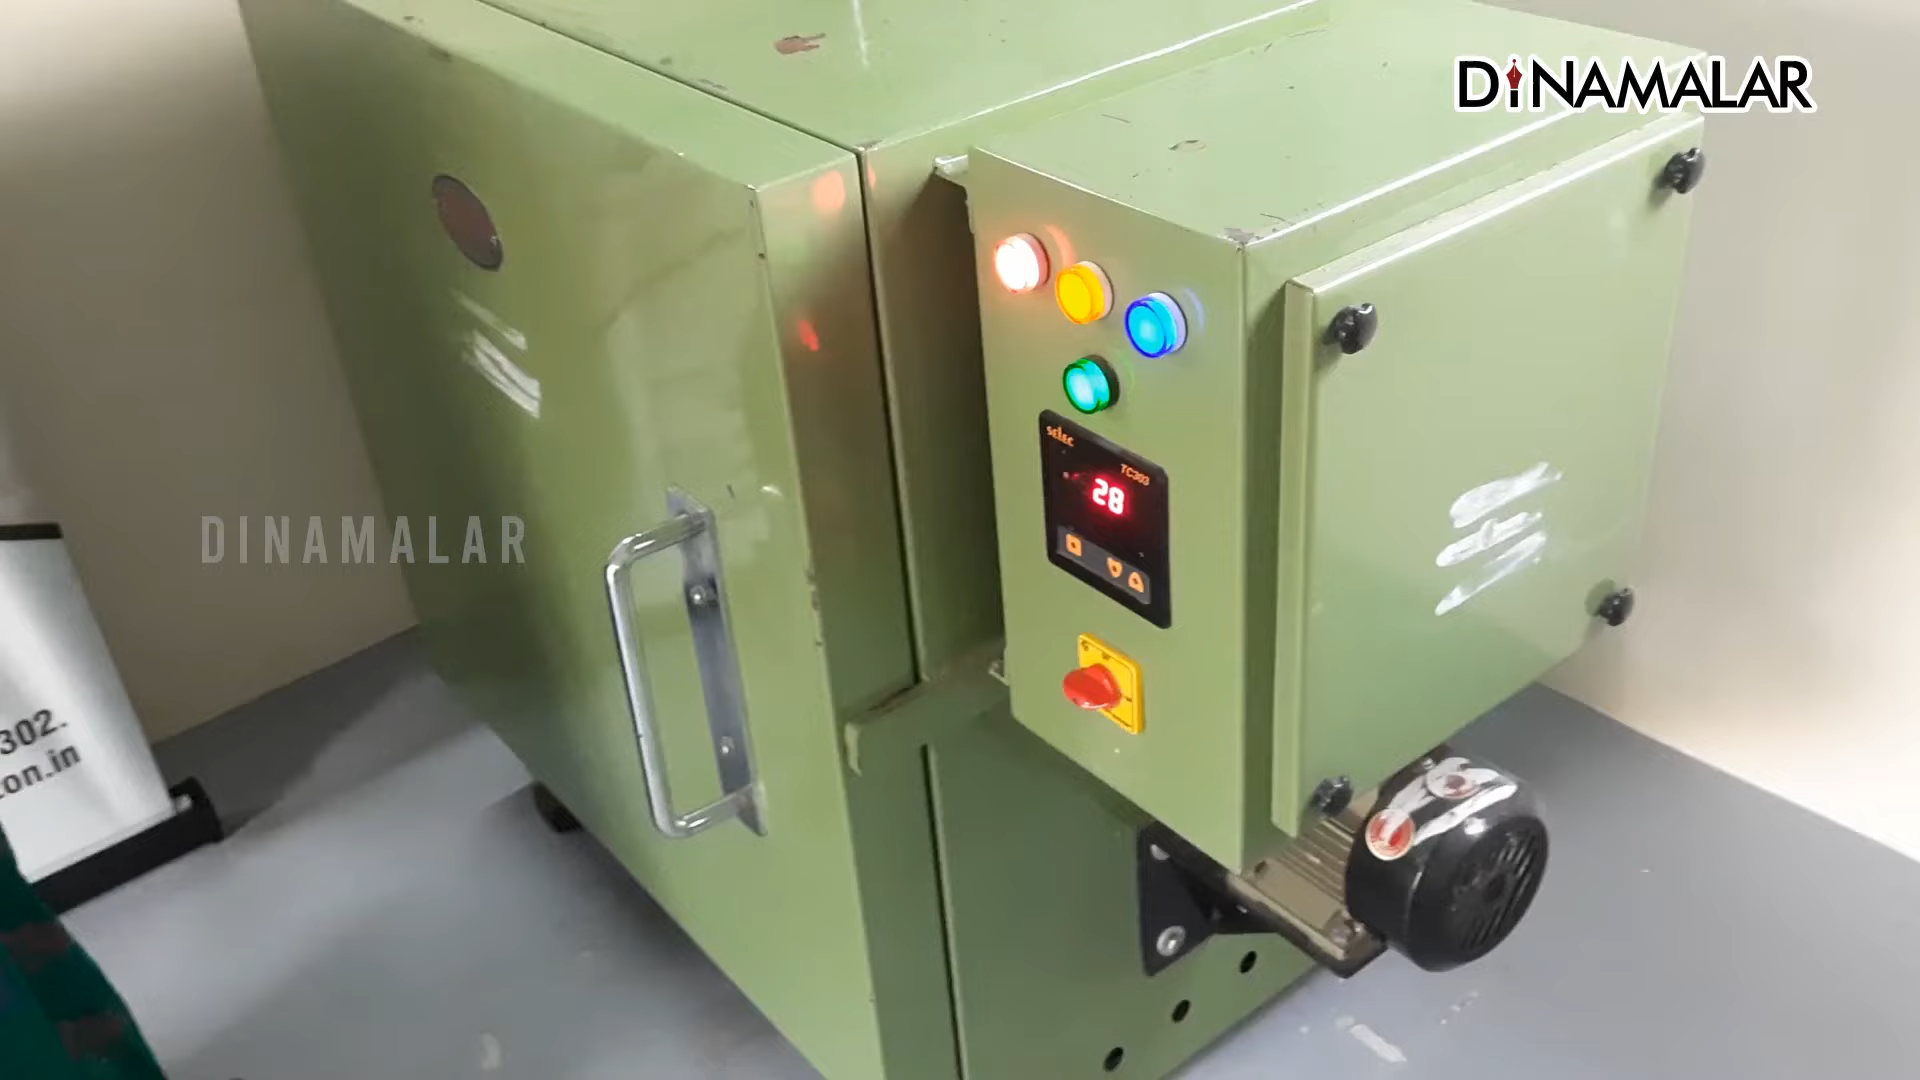 DiNAMALAR
DINAMALAR
selec
TC303
28
302.
on.in